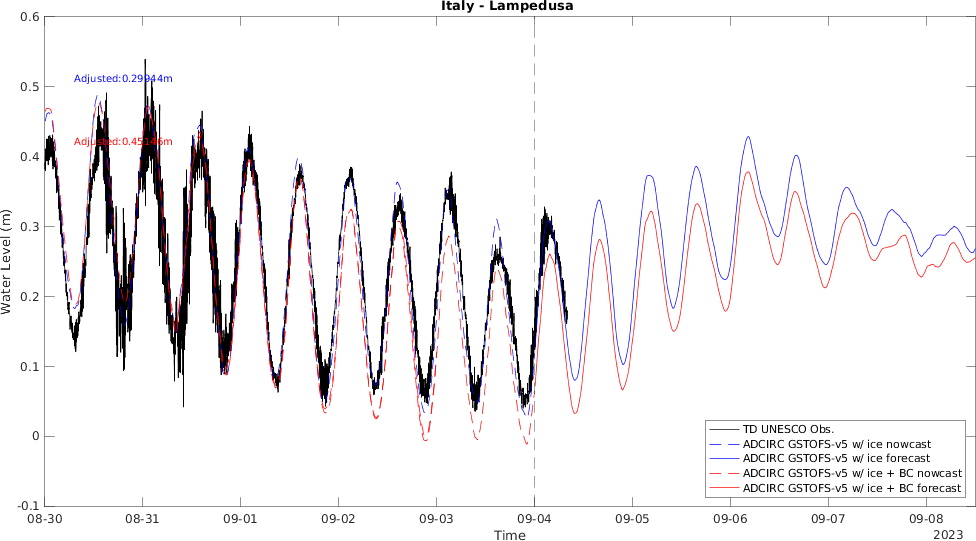 Italy - Lampedusa
0.6
0.5
0.4
0.3
0.2
0.1
0
-0.1
Water Level (m)
Adjusted:0.29944m
TD UNESCO Obs.
ADCIRC GSTOFS-v5 w/ ice nowcast
ADCIRC GSTOFS-v5 w/ ice forecast
ADCIRC GSTOFS-v5 w/ ice + BC nowcast
ADCIRC GSTOFS-v5 w/ ice + BC forecast
08-30 08-31 09-01 09-02 09-03 09-04 09-05 09-06 09-07 09-08
Time
2023